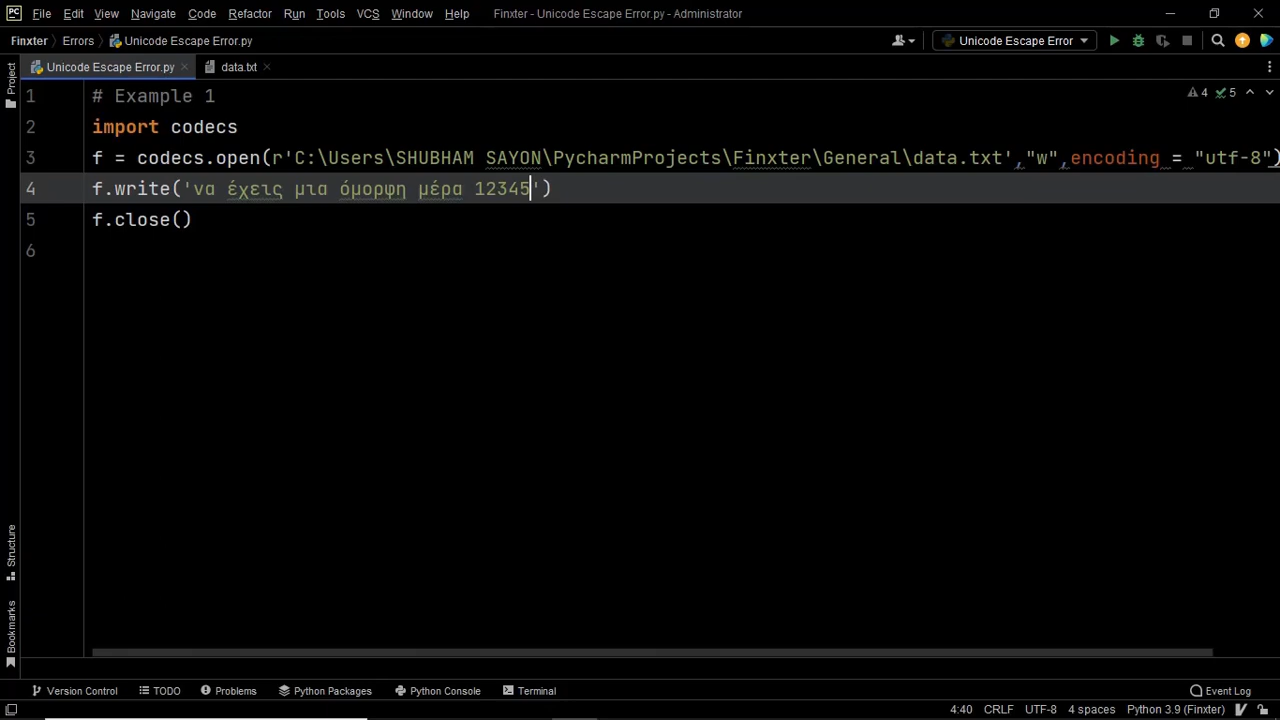 PC File Edit View Navigate Code Refactor Run Tools VCS Window Help Finxter - Unicode Escape Error.py - Administrator
Finxter Errors Unicode Escape Error.py Unicode Escape Error
Unicode Escape Error.py data.txt
Project
1 # Example 1 4 5
2 import codecs
3 f = codecs.open(r'C:\Users\SHUBHAM SAYON\PycharmProjects\Finxter\General\data.txt',"w",encoding = "utf-8")
4 f.write('να έχεις μια όμορφη μέρα 12345')
5 f.close()
6
Structure
Bookmarks
Version Control TODO Problems Python Packages Python Console Terminal Event Log
4:40 CRLF UTF-8 4 spaces Python 3.9 (Finxter)